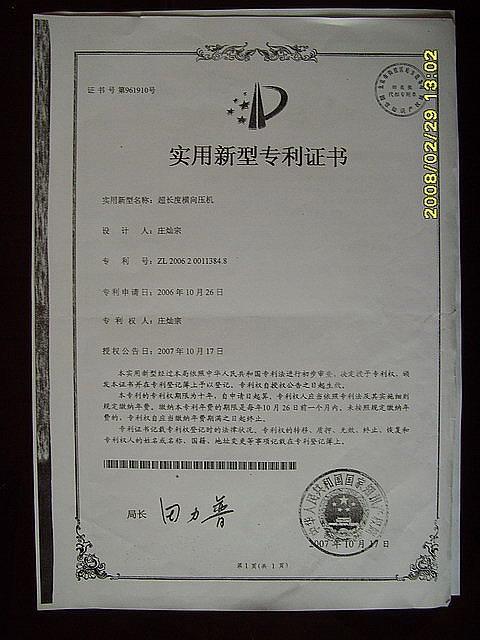 证书号第961910号
2008/02/29 13:02
实用新型专利证书
实用新型名称：超长度横向压机
设计人：庄灿宗
专利号：ZL 2006 2 0011384.8
专利申请日：2006年10月26日
专利权人：庄灿宗
授权公告日：2007年10月17日
本实用新型经过本局依照中华人民共和国专利法进行初步审查，决定授予专利权，颁
发本证书并在专利登记簿上予以登记。专利权自授权公告之日起生效。
本专利的专利权期限为十年，自申请日起算。专利权人应当依照专利法及其实施细则
规定缴纳年费。缴纳本专利年费的期限是每年10月26日前一个月内。未按照规定缴纳年
费的，专利权自应当缴纳年费期满之日起终止。
专利证书记载专利权登记时的法律状况。专利权的转移、质押、无效、终止、恢复和
专利权人的姓名或名称、国籍、地址变更等事项记载在专利登记簿上。
局长
田力普
中华人民共和国国家知识产权局
2007年10月17日
第1页(共1页)